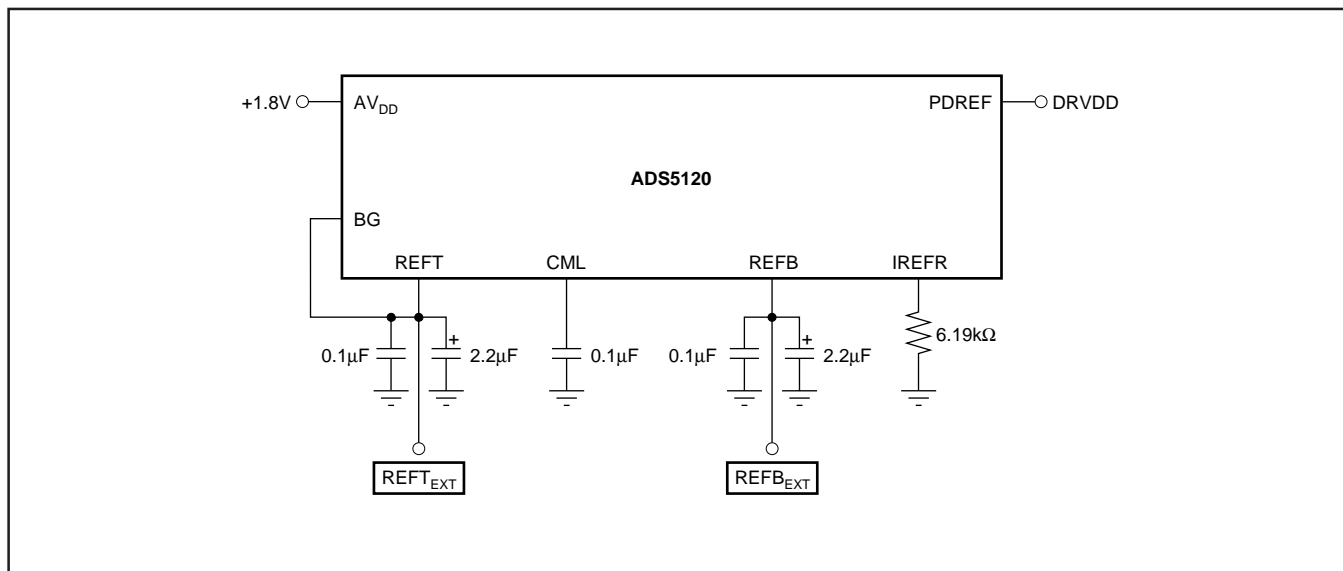 +1.8V
AVDD
PDREF
DRVDD
ADS5120
BG
REFT
CML
REFB
IREFR
0.1µF
+
2.2µF
0.1µF
0.1µF
+
2.2µF
6.19kΩ
REFTEXT
REFBEXT